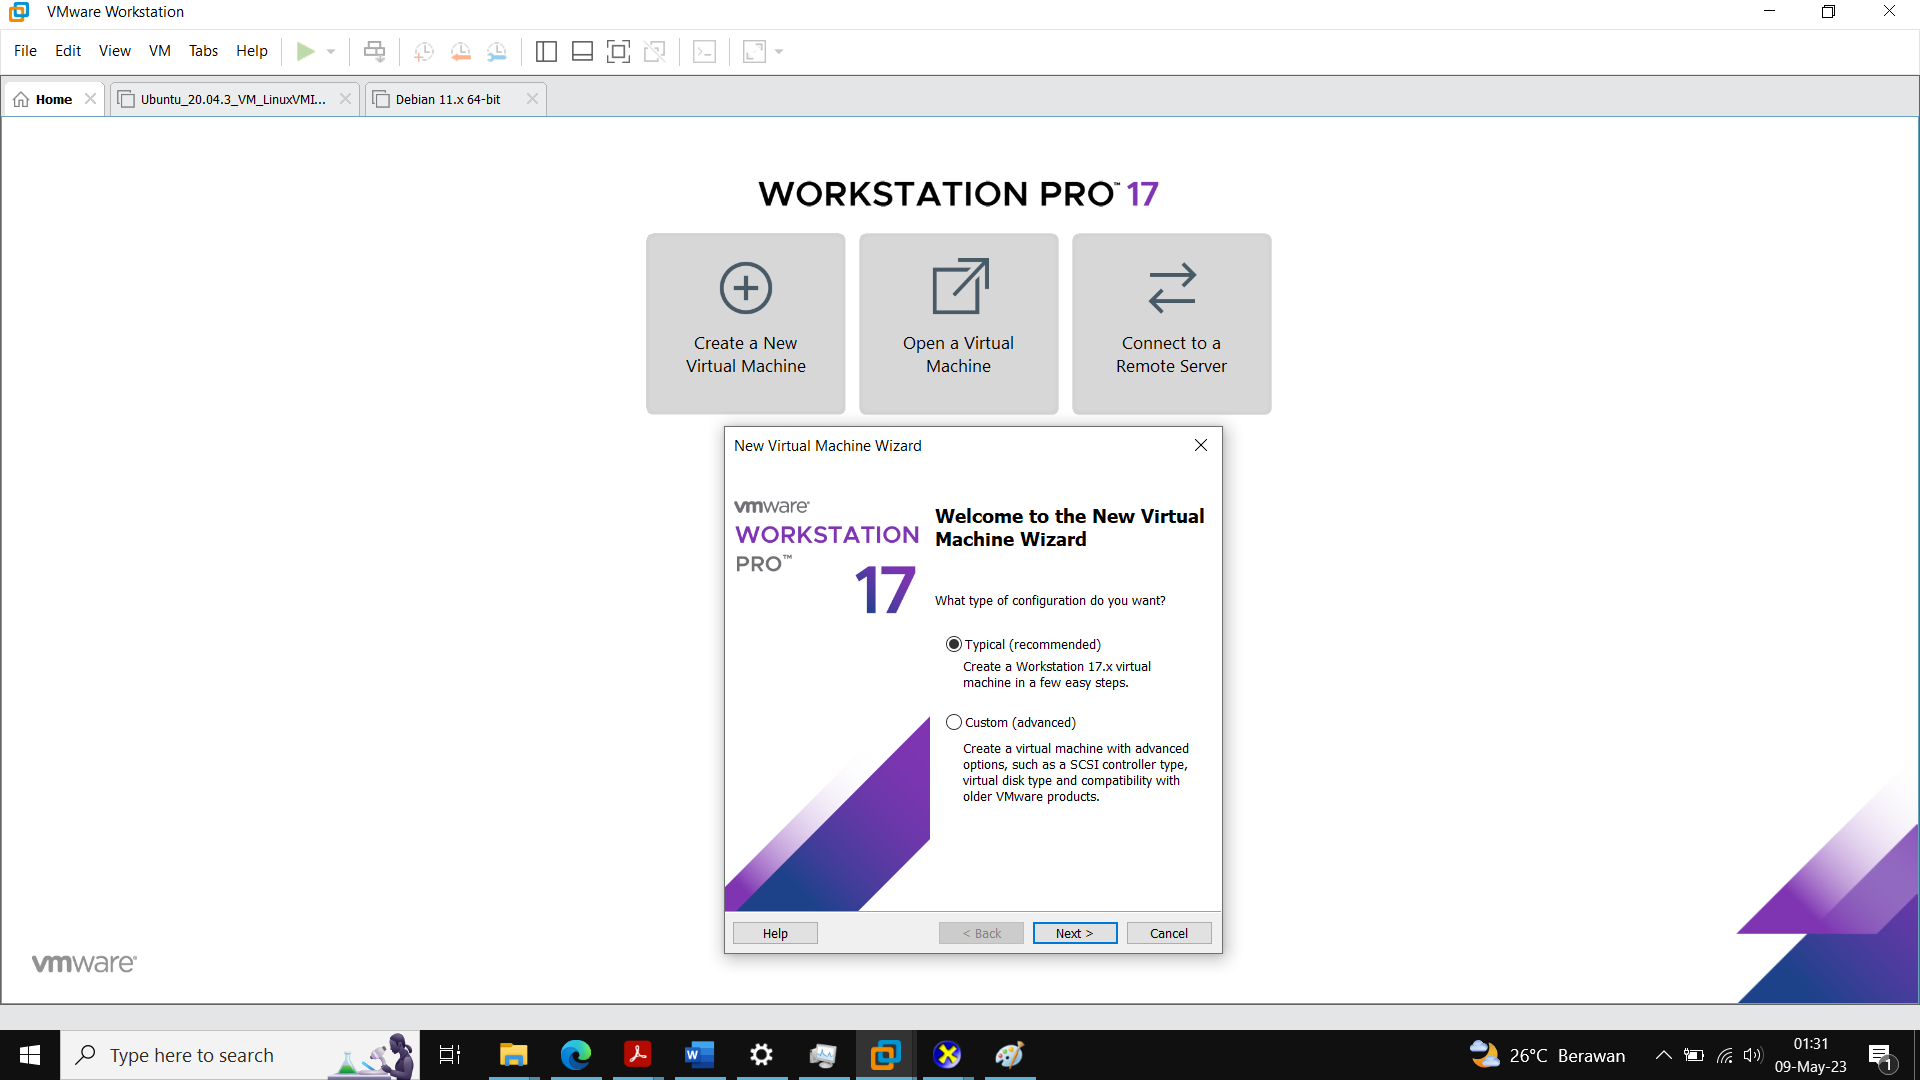 VMware Workstation
File Edit View VM Tabs Help
Home
Ubuntu_20.04.3_VM_LinuxVMI...
Debian 11.x 64-bit
WORKSTATION PRO™ 17
Create a New
Virtual Machine
Open a Virtual
Machine
Connect to a
Remote Server
New Virtual Machine Wizard
vmware®
WORKSTATION
PRO™
17
Welcome to the New Virtual
Machine Wizard
What type of configuration do you want?
Typical (recommended)
Create a Workstation 17.x virtual
machine in a few easy steps.
Custom (advanced)
Create a virtual machine with advanced
options, such as a SCSI controller type,
virtual disk type and compatibility with
older VMware products.
Help
< Back
Next >
Cancel
vmware®
Type here to search
26°C Berawan
01:31
09-May-23
1